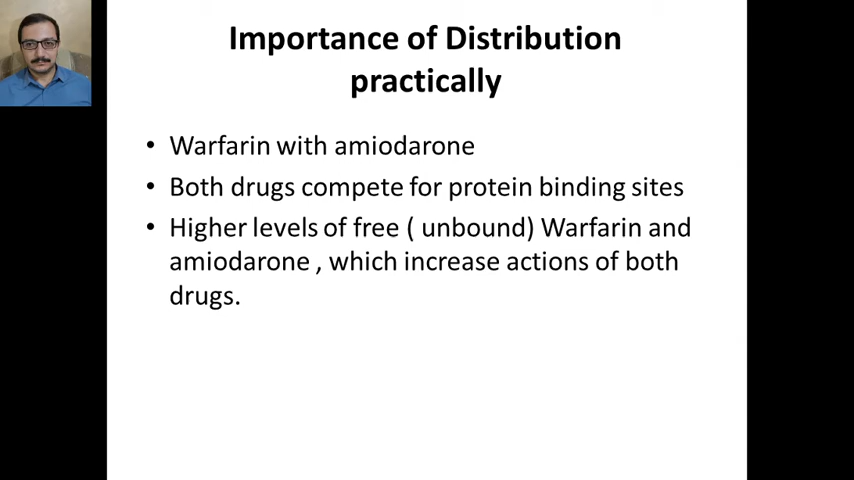 Importance of Distribution
practically
• Warfarin with amiodarone
• Both drugs compete for protein binding sites
• Higher levels of free ( unbound) Warfarin and
amiodarone , which increase actions of both
drugs.